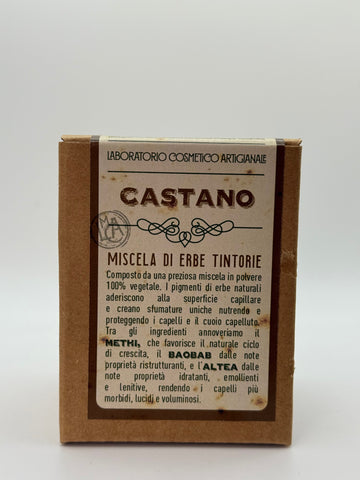 LABORATORIO COSMETICO ARTIGIANALE
CASTANO
MISCELA DI ERBE TINTORIE
Composto da una preziosa miscela in polvere
100% vegetale. I pigmenti di erbe naturali
aderiscono alla superficie capillare
e creano sfumature uniche nutrendo e
proteggendo i capelli e il cuoio capelluto.
Tra gli ingredienti annoveriamo il
METHI, che favorisce il naturale ciclo
di crescita, il BAOBAB dalle note
proprietà ristrutturanti, e l'ALTEA dalle
note proprietà idratanti, emollienti
e lenitive, rendendo i capelli più
morbidi, lucidi e voluminosi.